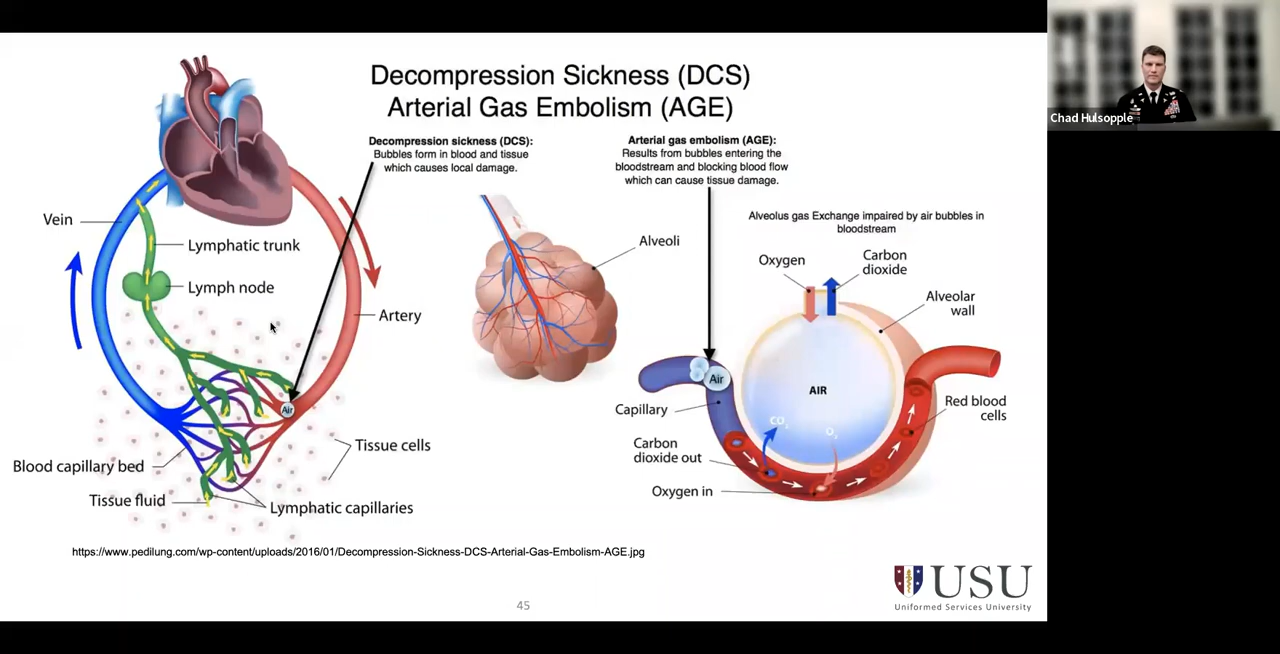 Decompression Sickness (DCS)
Arterial Gas Embolism (AGE)
Decompression sickness (DCS):
Bubbles form in blood and tissue
which causes local damage.
Arterial gas embolism (AGE):
Results from bubbles entering the
bloodstream and blocking blood flow
which can cause tissue damage.
Vein
Lymphatic trunk
Lymph node
Artery
Air
Tissue cells
Blood capillary bed
Tissue fluid
Lymphatic capillaries
Alveoli
Alveolus gas Exchange impaired by air bubbles in
bloodstream
Oxygen
Carbon
dioxide
Alveolar
wall
Air
AIR
Capillary
CO2
O2
Red blood
cells
Carbon
dioxide out
Oxygen in
https://www.pedilung.com/wp-content/uploads/2016/01/Decompression-Sickness-DCS-Arterial-Gas-Embolism-AGE.jpg
45
USU
Uniformed Services University
Chad Hulsopple